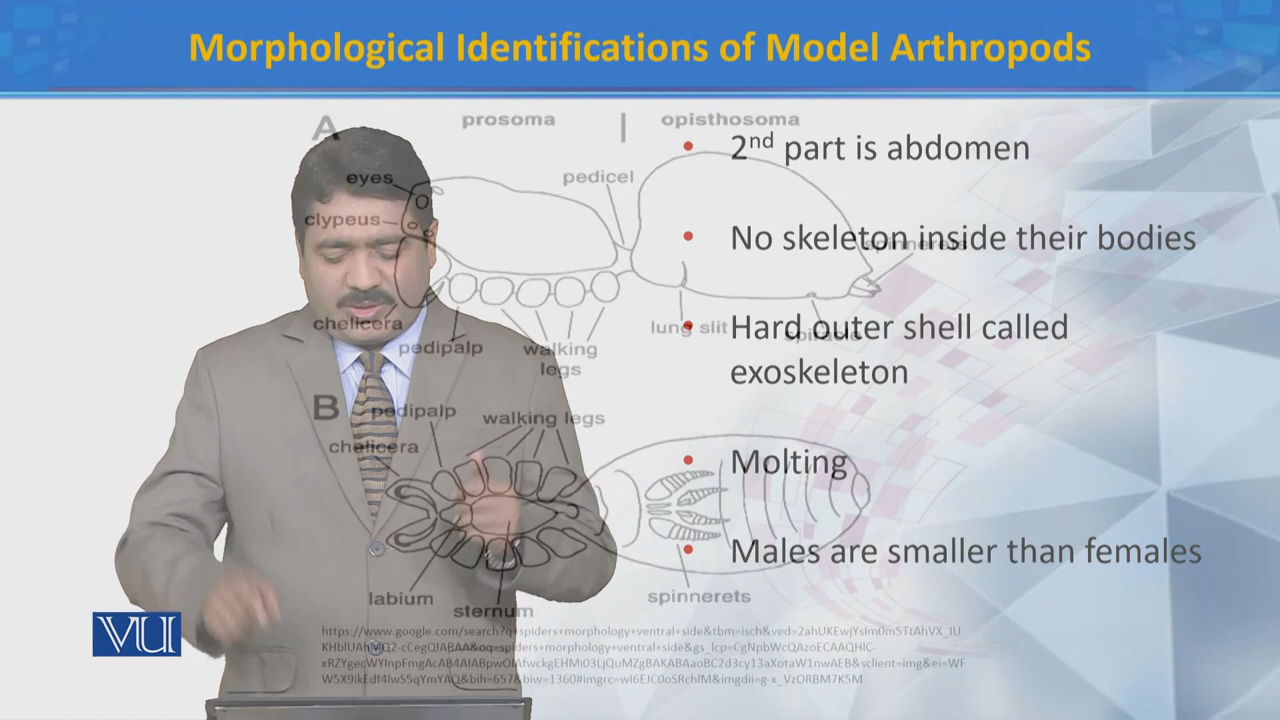 Morphological Identifications of Model Arthropods
A
prosoma | opisthosoma
eyes
pedicel
clypeus
spinnerets
chelicera
pedipalp
walking
legs
lung slit
spiracle
• 2nd part is abdomen
• No skeleton inside their bodies
• Hard outer shell called
exoskeleton
• Molting
• Males are smaller than females
B
pedipalp
walking legs
chelicera
labium
sternum
spinnerets
VU